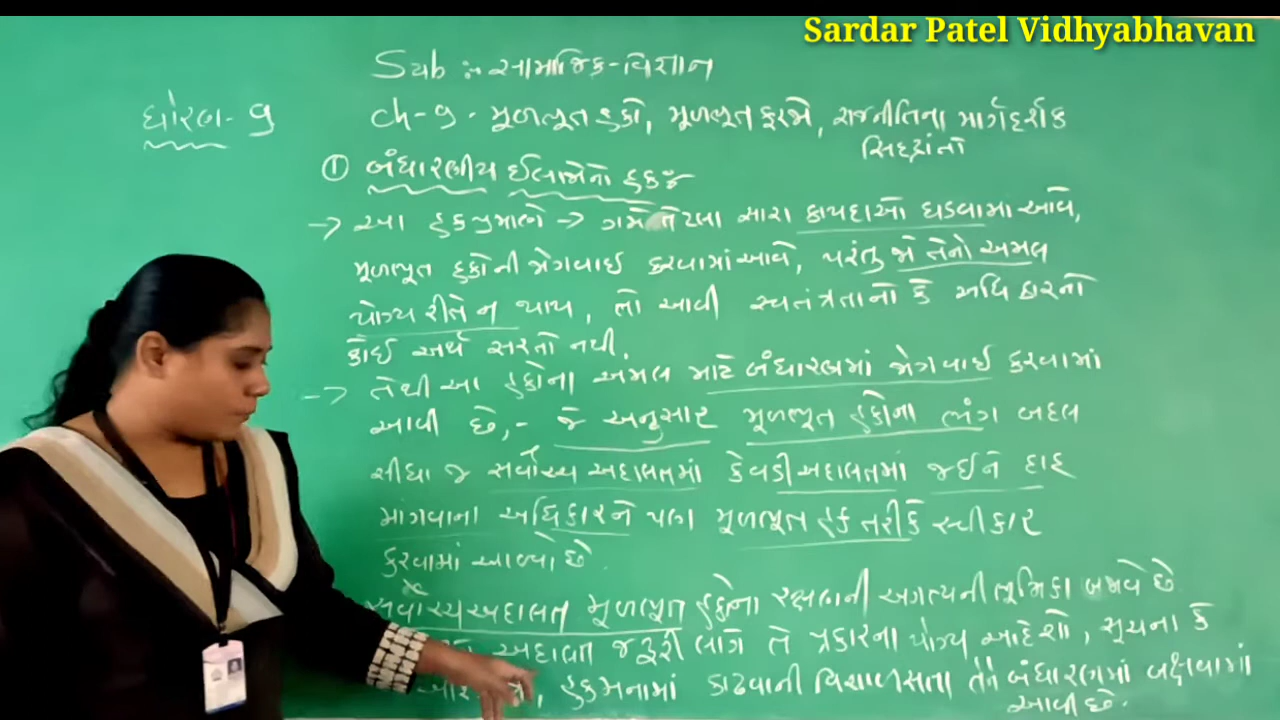 Sardar Patel Vidhyabhavan
Sub :- સામાજિક-વિજ્ઞાન
ધોરણ - 9
ch-9. મૂળભૂત હકો, મૂળભૂત ફરજો, રાજનીતિના માર્ગદર્શક
સિદ્ધાંતો
① બંધારણીય ઈલાજોનો હક
→ આ હક પ્રમાણે → ગમે તેટલા સારા કાયદાઓ ઘડવામાં આવે,
મૂળભૂત હકોની જોગવાઈ કરવામાં આવે, પરંતુ જો તેનો અમલ
યોગ્ય રીતે ન થાય, તો આવી સ્વતંત્રતાનો કે અધિકારનો
કોઈ અર્થ સરતો નથી.
→ તેથી આ હકોના અમલ માટે બંધારણમાં જોગવાઈ કરવામાં
આવી છે,- જે અનુસાર મૂળભૂત હકોના ભંગ બદલ
સીધા જ સર્વોચ્ચ અદાલતમાં કે વડી અદાલતમાં જઈને દાદ
માગવાના અધિકારને પણ મૂળભૂત હક તરીકે સ્વીકાર
કરવામાં આવ્યો છે.
સર્વોચ્ચ અદાલત મૂળભૂત હકોના રક્ષણની અગત્યની ભૂમિકા બજાવે છે
અદાલત જરૂરી લાગે તે પ્રકારના યોગ્ય આદેશો, સૂચના કે
હુકમનામાં કાઢવાની વિશાળ સત્તા તેને બંધારણમાં બક્ષવામાં
આવી છે.